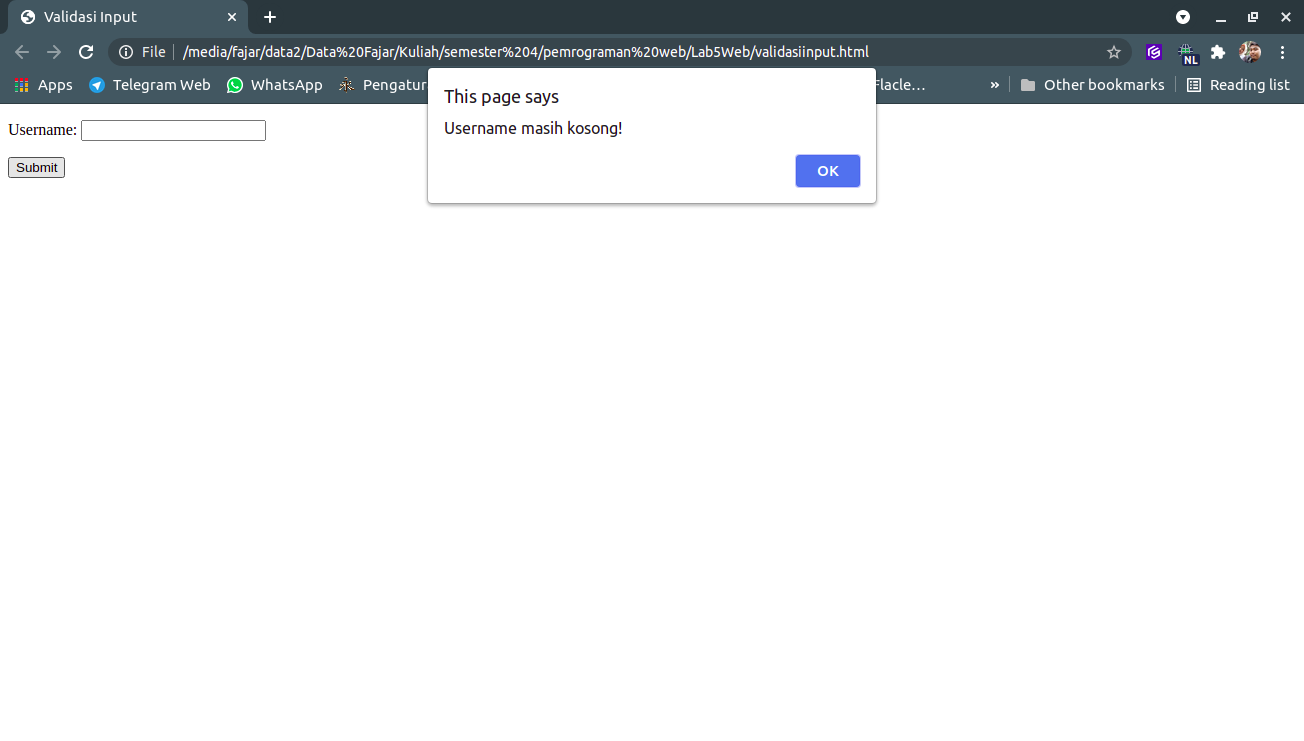 Validasi Input
File
/media/fajar/data2/Data%20Fajar/Kuliah/semester%204/pemrograman%20web/Lab5Web/validasiinput.html
NL
Apps
Telegram Web
WhatsApp
Pengatur
Flacle…
»
Other bookmarks
Reading list
This page says
Username masih kosong!
OK
Username:
Submit